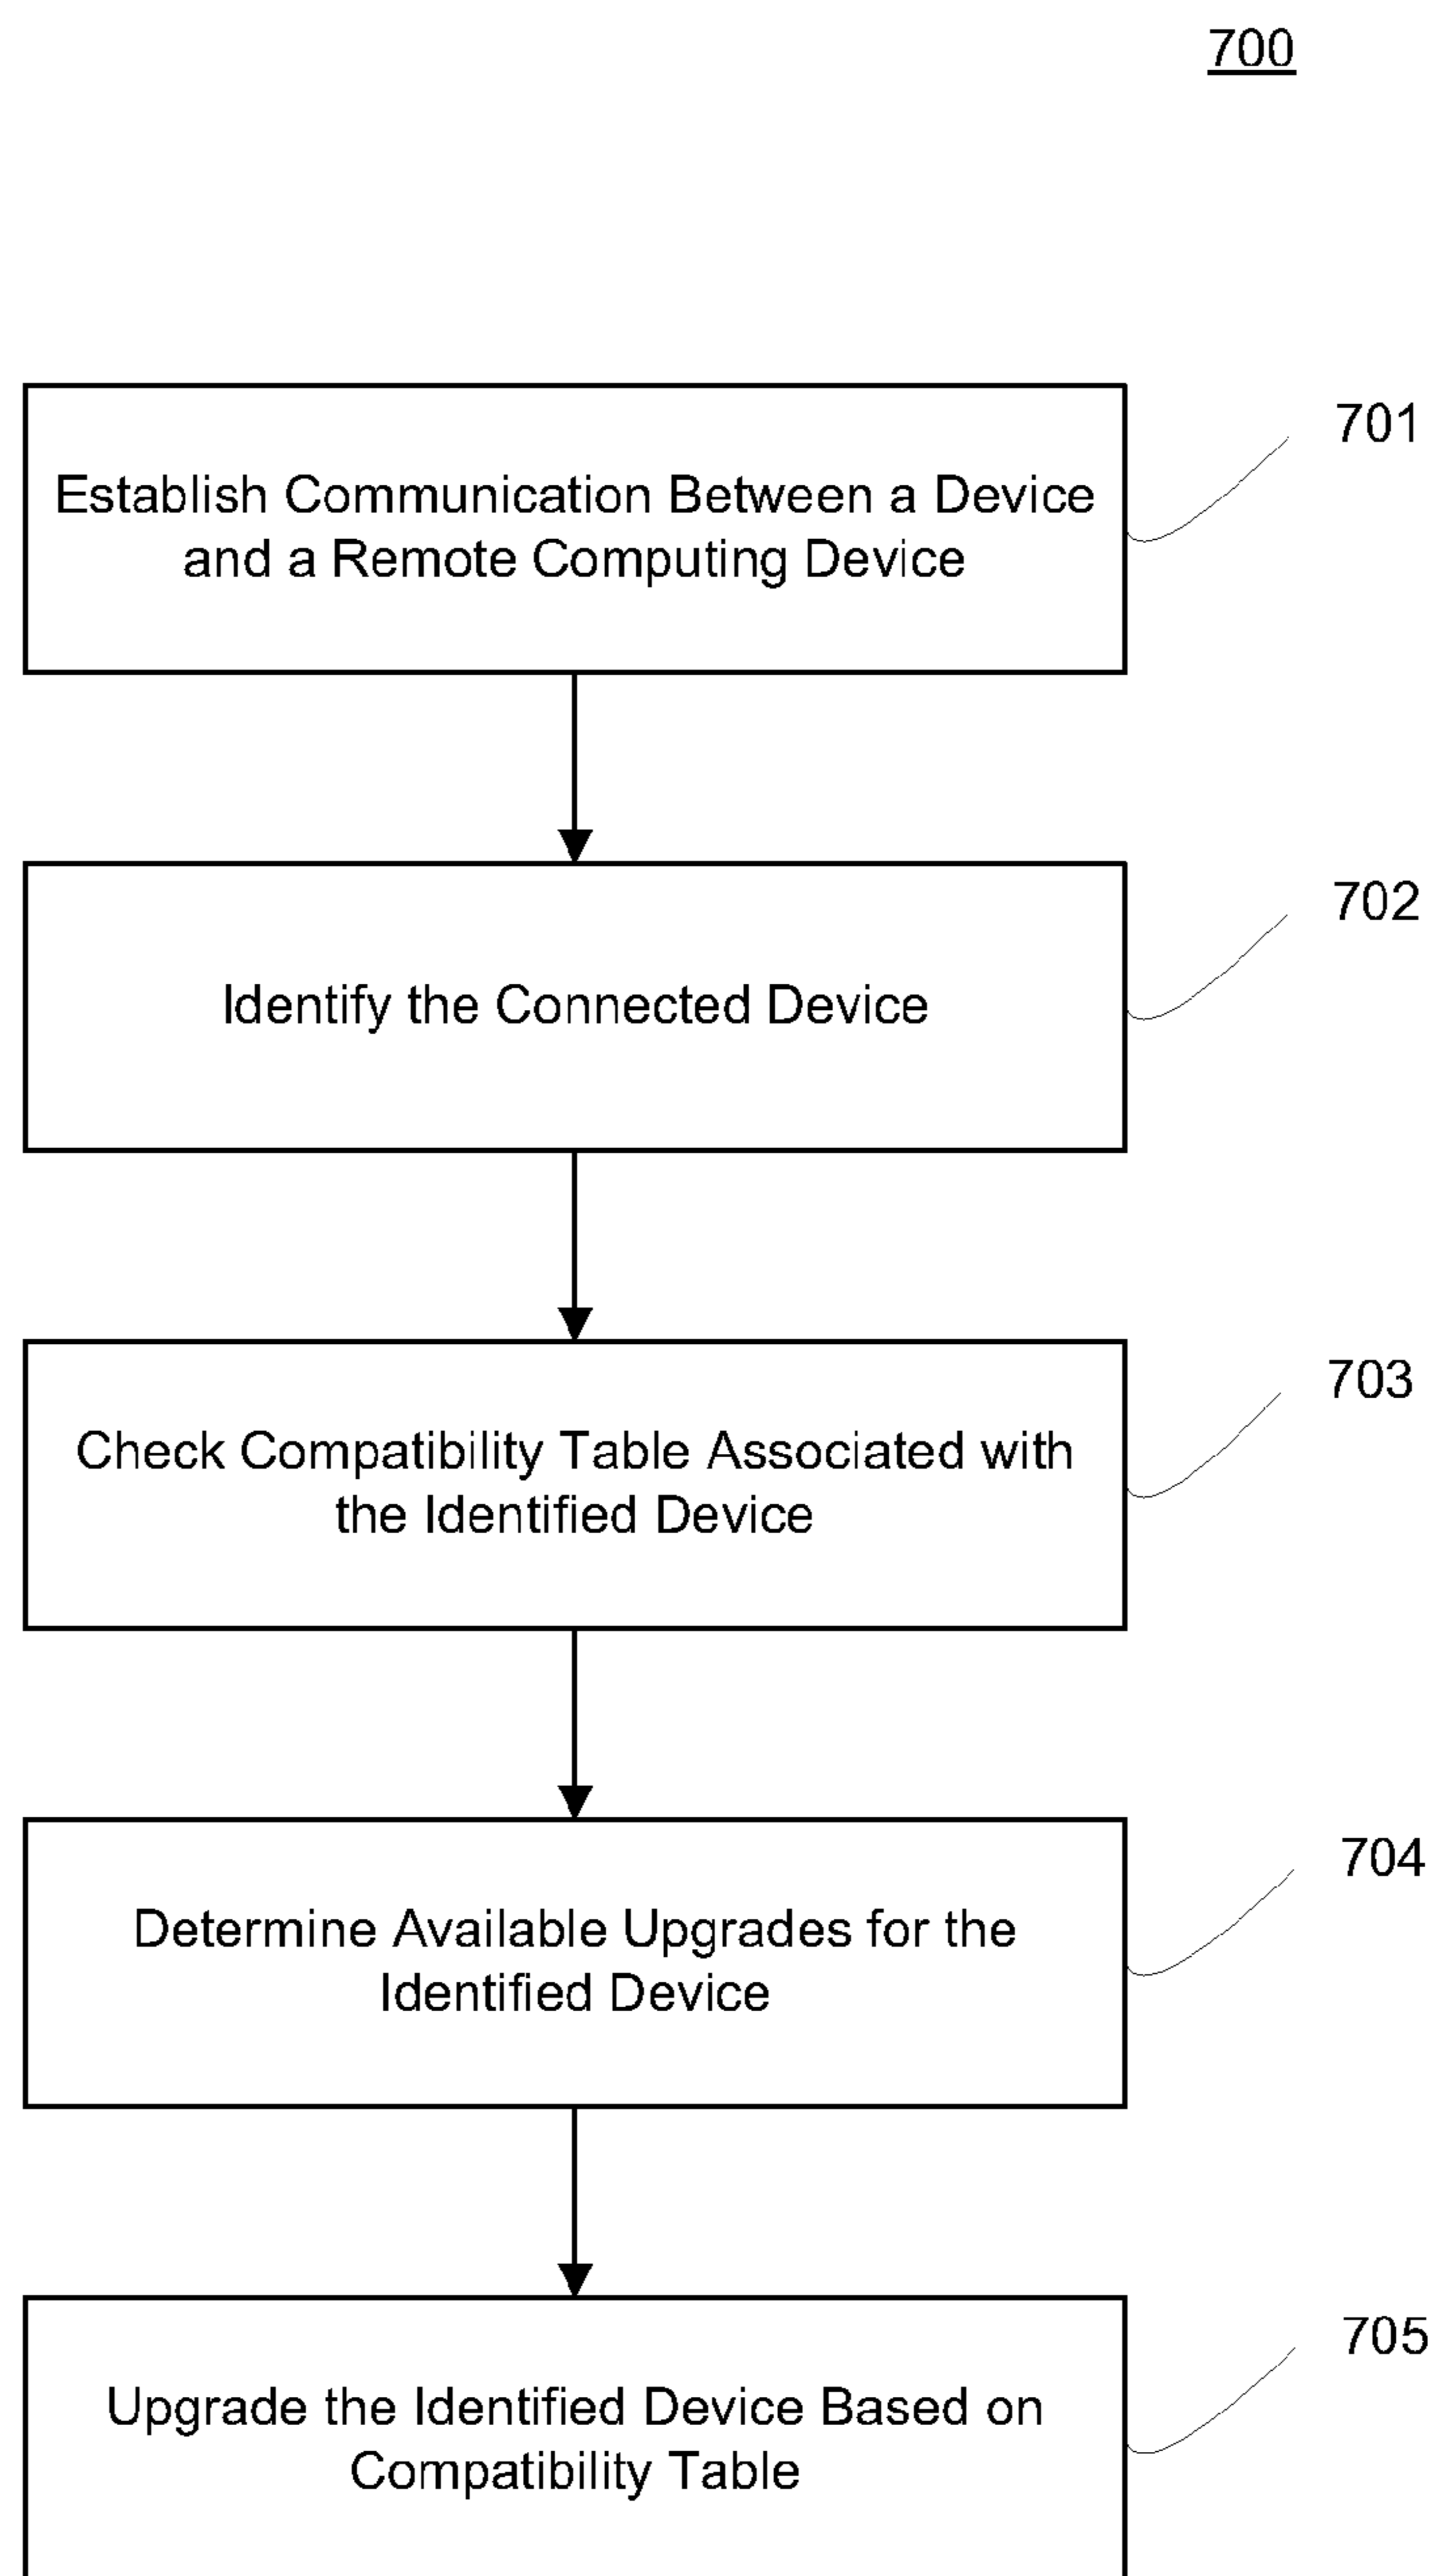 700
701
Establish Communication Between a Device
and a Remote Computing Device
702
Identify the Connected Device
703
Check Compatibility Table Associated with
the Identified Device
704
Determine Available Upgrades for the
Identified Device
705
Upgrade the Identified Device Based on
Compatibility Table